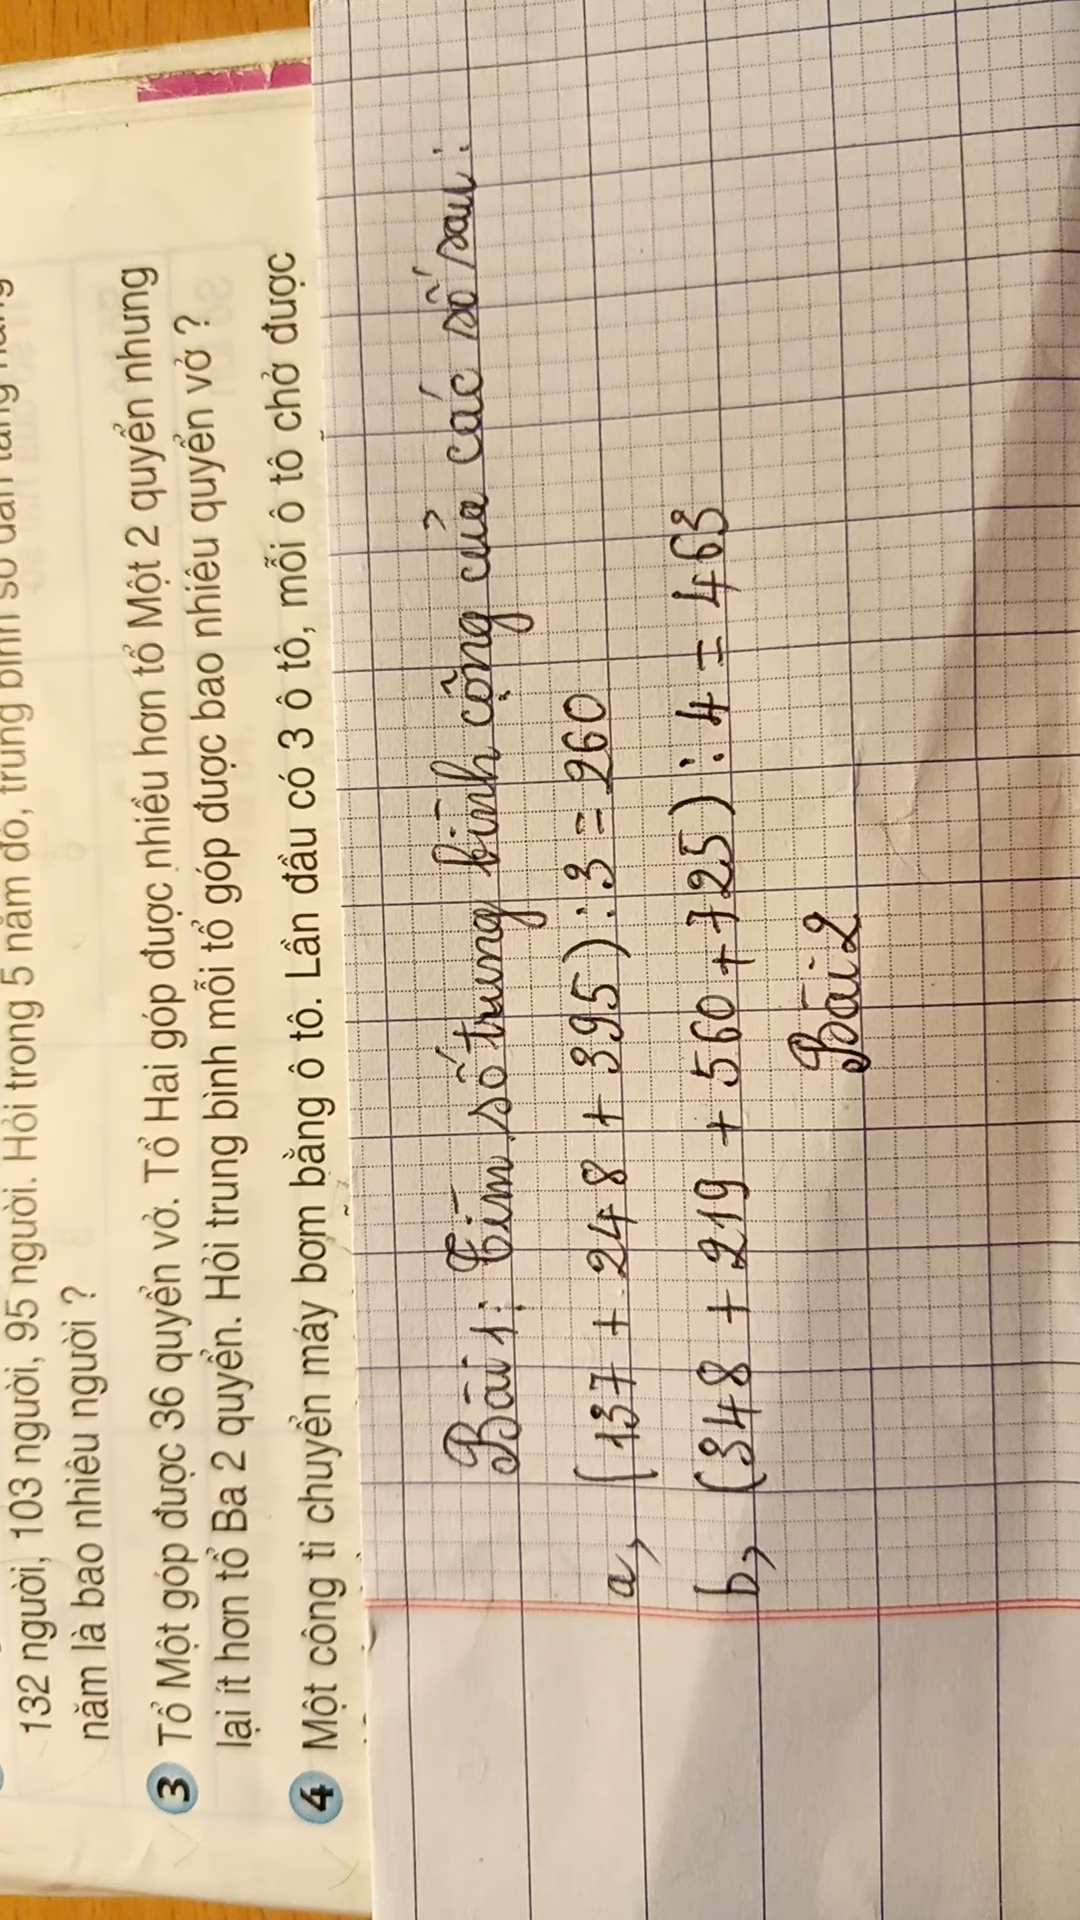 132 người, 103 người, 95 người. Hỏi trong 5 năm đó, trung bình số dân tăng
năm là bao nhiêu người ?
3 Tổ Một góp được 36 quyển vở. Tổ Hai góp được nhiều hơn tổ Một 2 quyển nhưng
lại ít hơn tổ Ba 2 quyển. Hỏi trung bình mỗi tổ góp được bao nhiêu quyển vở ?
4 Một công ti chuyển máy bơm bằng ô tô. Lần đầu có 3 ô tô, mỗi ô tô chở được
Bài 1: Tìm số trung bình cộng của các số sau:
a, (137 + 248 + 395) : 3 = 260
b, (348 + 219 + 560 + 725) : 4 = 463
Bài 2